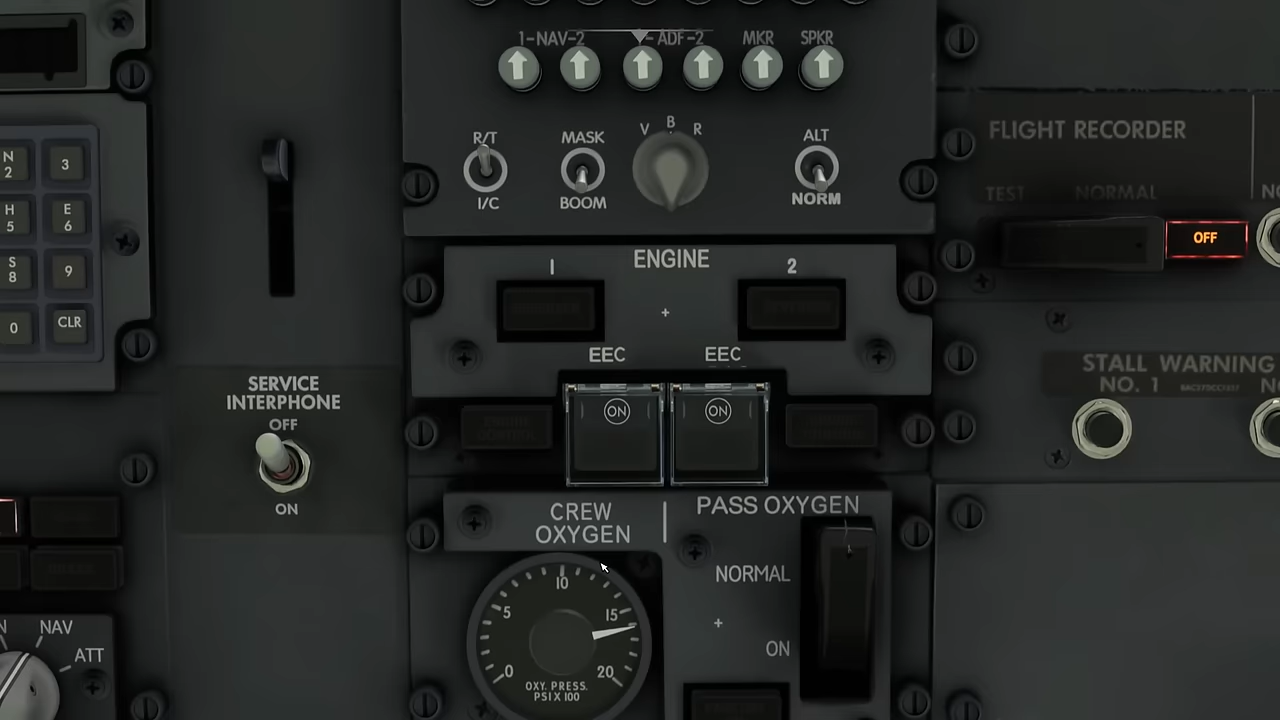 1-NAV-2 -ADF-2 MKR SPKR
R/T
I/C
MASK
BOOM
V B R
ALT
NORM
FLIGHT RECORDER
TEST NORMAL
OFF
N
2
3
H
5
E
6
S
8
9
0
CLR
ENGINE
1
2
EEC
EEC
ON
ON
SERVICE
INTERPHONE
OFF
ON
STALL WARNING
NO. 1
CREW
OXYGEN
PASS OXYGEN
NORMAL
ON
0
5
10
15
20
OXY. PRESS.
PSI X 100
NAV
ATT